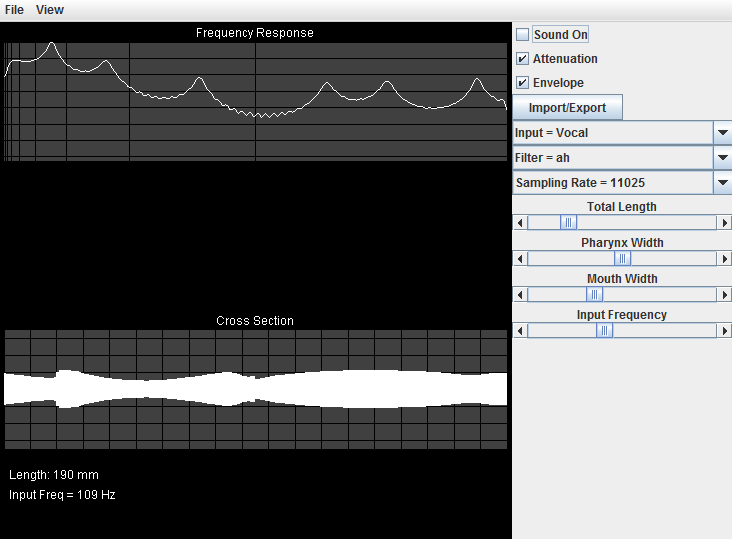 File View
Frequency Response
Sound On
Attenuation
Envelope
Import/Export
Input = Vocal
Filter = ah
Sampling Rate = 11025
Total Length
Pharynx Width
Mouth Width
Input Frequency
Cross Section
Length: 190 mm
Input Freq = 109 Hz